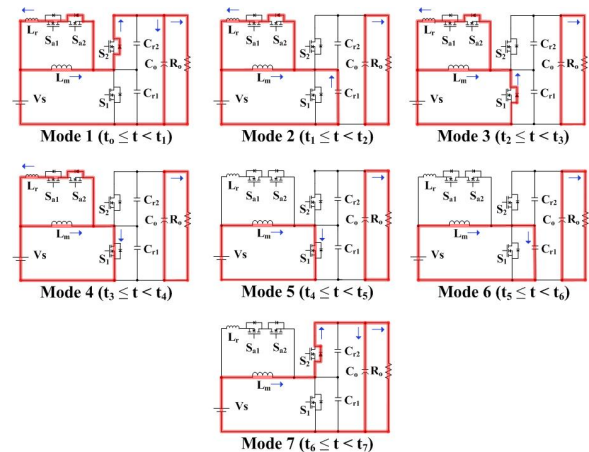 Lr Sa1 Sa2 S2 Cr2 Lm Co Ro Vs S1 Cr1
Mode 1 (to ≤ t < t1)
Lr Sa1 Sa2 S2 Cr2 Lm Co Ro Vs S1 Cr1
Mode 2 (t1 ≤ t < t2)
Lr Sa1 Sa2 S2 Cr2 Lm Co Ro Vs S1 Cr1
Mode 3 (t2 ≤ t < t3)
Lr Sa1 Sa2 S2 Cr2 Lm Co Ro Vs S1 Cr1
Mode 4 (t3 ≤ t < t4)
Lr Sa1 Sa2 S2 Cr2 Lm Co Ro Vs S1 Cr1
Mode 5 (t4 ≤ t < t5)
Lr Sa1 Sa2 S2 Cr2 Lm Co Ro Vs S1 Cr1
Mode 6 (t5 ≤ t < t6)
Lr Sa1 Sa2 S2 Cr2 Lm Co Ro Vs S1 Cr1
Mode 7 (t6 ≤ t < t7)